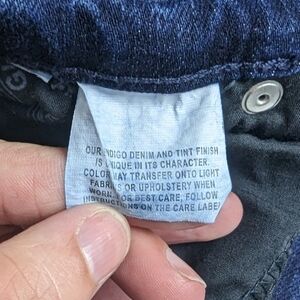 OUR INDIGO DENIM AND TINT FINISH
IS UNIQUE IN ITS CHARACTER.
COLOR MAY TRANSFER ONTO LIGHT
FABRICS OR UPHOLSTERY WHEN
WORN. FOR BEST CARE, FOLLOW
INSTRUCTIONS ON THE CARE LABEL